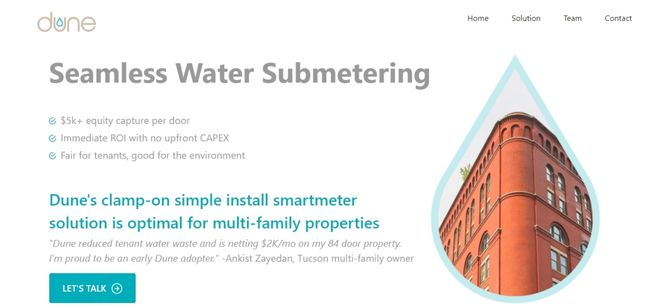 dune
Home Solution Team Contact
Seamless Water Submetering
$5k+ equity capture per door
Immediate ROI with no upfront CAPEX
Fair for tenants, good for the environment
Dune's clamp-on simple install smartmeter
solution is optimal for multi-family properties
"Dune reduced tenant water waste and is netting $2K/mo on my 84 door property.
I'm proud to be an early Dune adopter." -Ankist Zayedan, Tucson multi-family owner
LET'S TALK